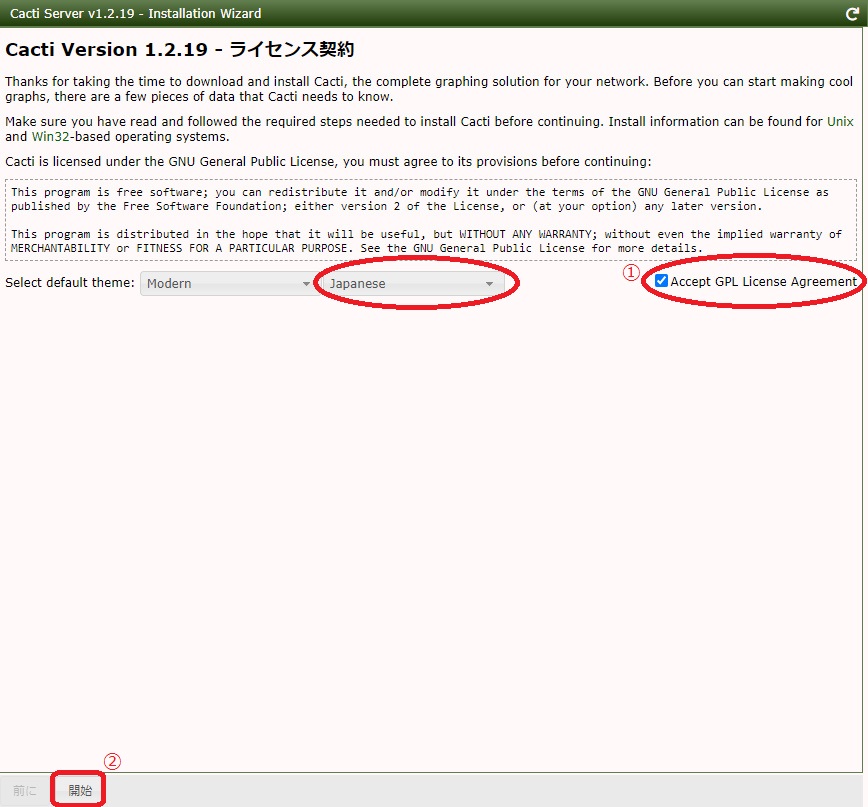 Cacti Server v1.2.19 - Installation Wizard
Cacti Version 1.2.19 - ライセンス契約
Thanks for taking the time to download and install Cacti, the complete graphing solution for your network. Before you can start making cool
graphs, there are a few pieces of data that Cacti needs to know.
Make sure you have read and followed the required steps needed to install Cacti before continuing. Install information can be found for Unix
and Win32-based operating systems.
Cacti is licensed under the GNU General Public License, you must agree to its provisions before continuing:
This program is free software; you can redistribute it and/or modify it under the terms of the GNU General Public License as
published by the Free Software Foundation; either version 2 of the License, or (at your option) any later version.
This program is distributed in the hope that it will be useful, but WITHOUT ANY WARRANTY; without even the implied warranty of
MERCHANTABILITY or FITNESS FOR A PARTICULAR PURPOSE. See the GNU General Public License for more details.
Select default theme: Modern Japanese ① Accept GPL License Agreement
②
前に 開始